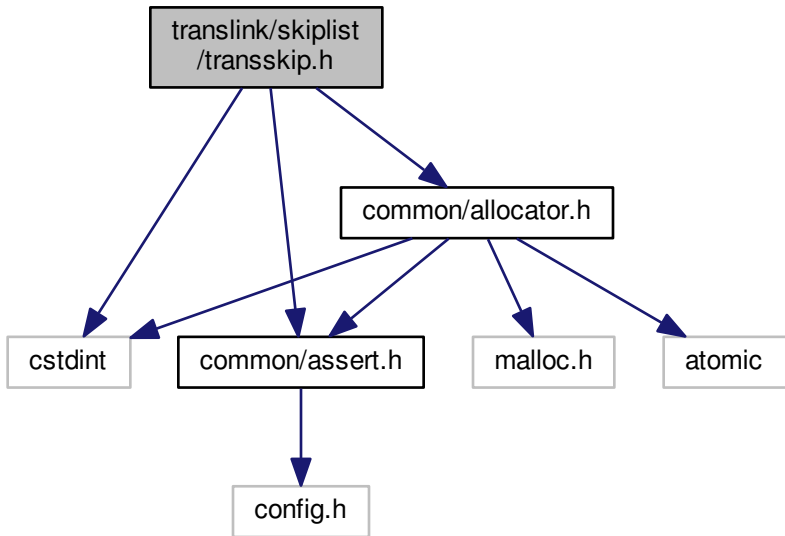 translink/skiplist
/transskip.h
common/allocator.h
cstdint
common/assert.h
malloc.h
atomic
config.h